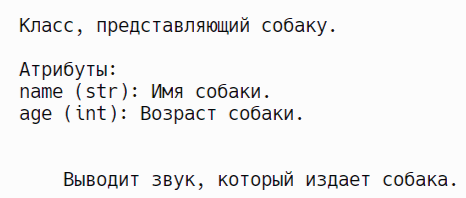 Класс, представляющий собаку.
Атрибуты:
name (str): Имя собаки.
age (int): Возраст собаки.
Выводит звук, который издает собака.